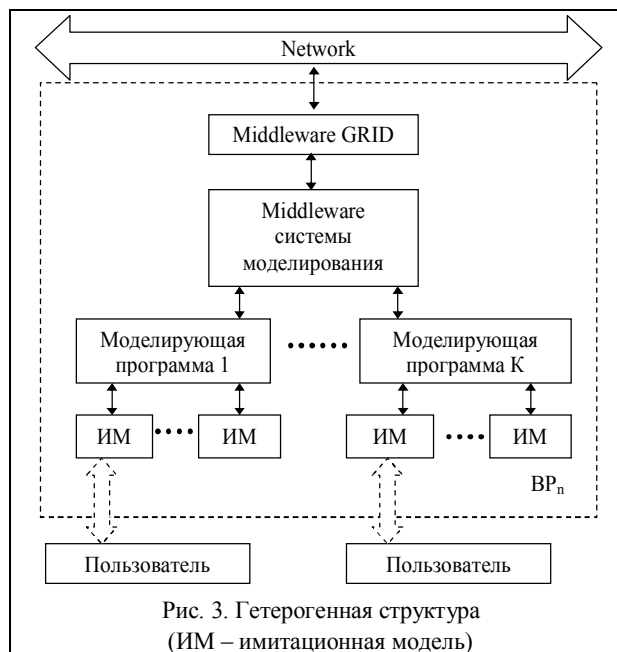 Network
Middleware GRID
Middleware
системы
моделирования
Моделирующая
программа 1
Моделирующая
программа К
ИМ
ИМ
ИМ
ИМ
ВРn
Пользователь
Пользователь
Рис. 3. Гетерогенная структура
(ИМ – имитационная модель)